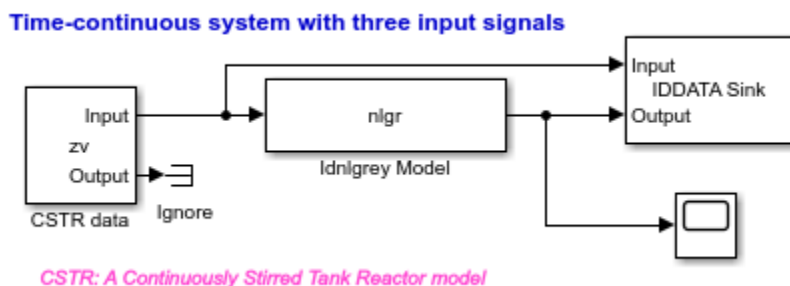 Time-continuous system with three input signals
Input
IDDATA Sink
Output
Input
zv
Output
CSTR data
Ignore
nlgr
Idnlgrey Model
CSTR: A Continuously Stirred Tank Reactor model